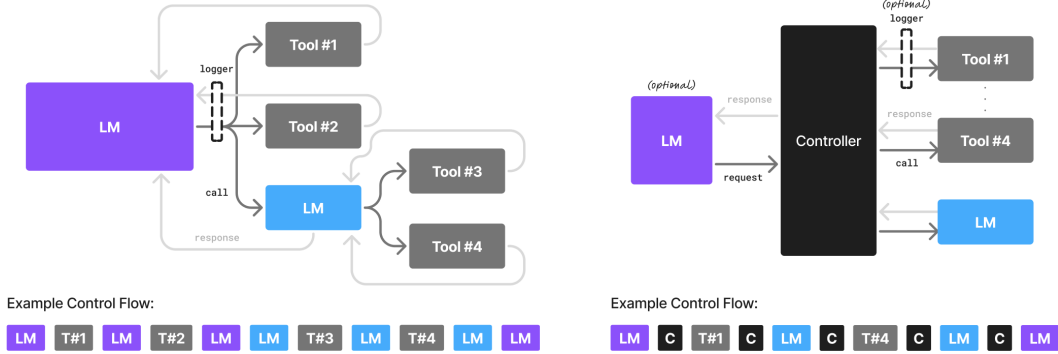 Tool #1
logger
LM
Tool #2
Tool #3
call
LM
response
Tool #4
Example Control Flow:
LM T#1 LM T#2 LM LM T#3 LM T#4 LM LM
(optional)
logger
Tool #1
(optional)
response
response
LM
Controller
Tool #4
call
request
LM
Example Control Flow:
LM C T#1 C LM C T#4 C LM C LM